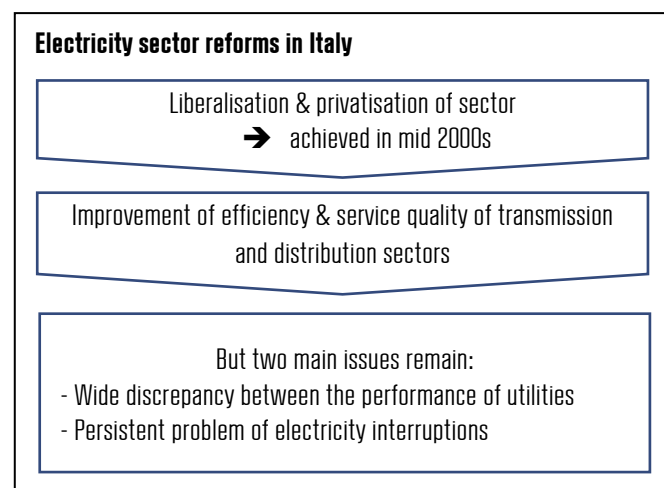 Electricity sector reforms in Italy
Liberalisation & privatisation of sector
➔ achieved in mid 2000s
Improvement of efficiency & service quality of transmission
and distribution sectors
But two main issues remain:
- Wide discrepancy between the performance of utilities
- Persistent problem of electricity interruptions